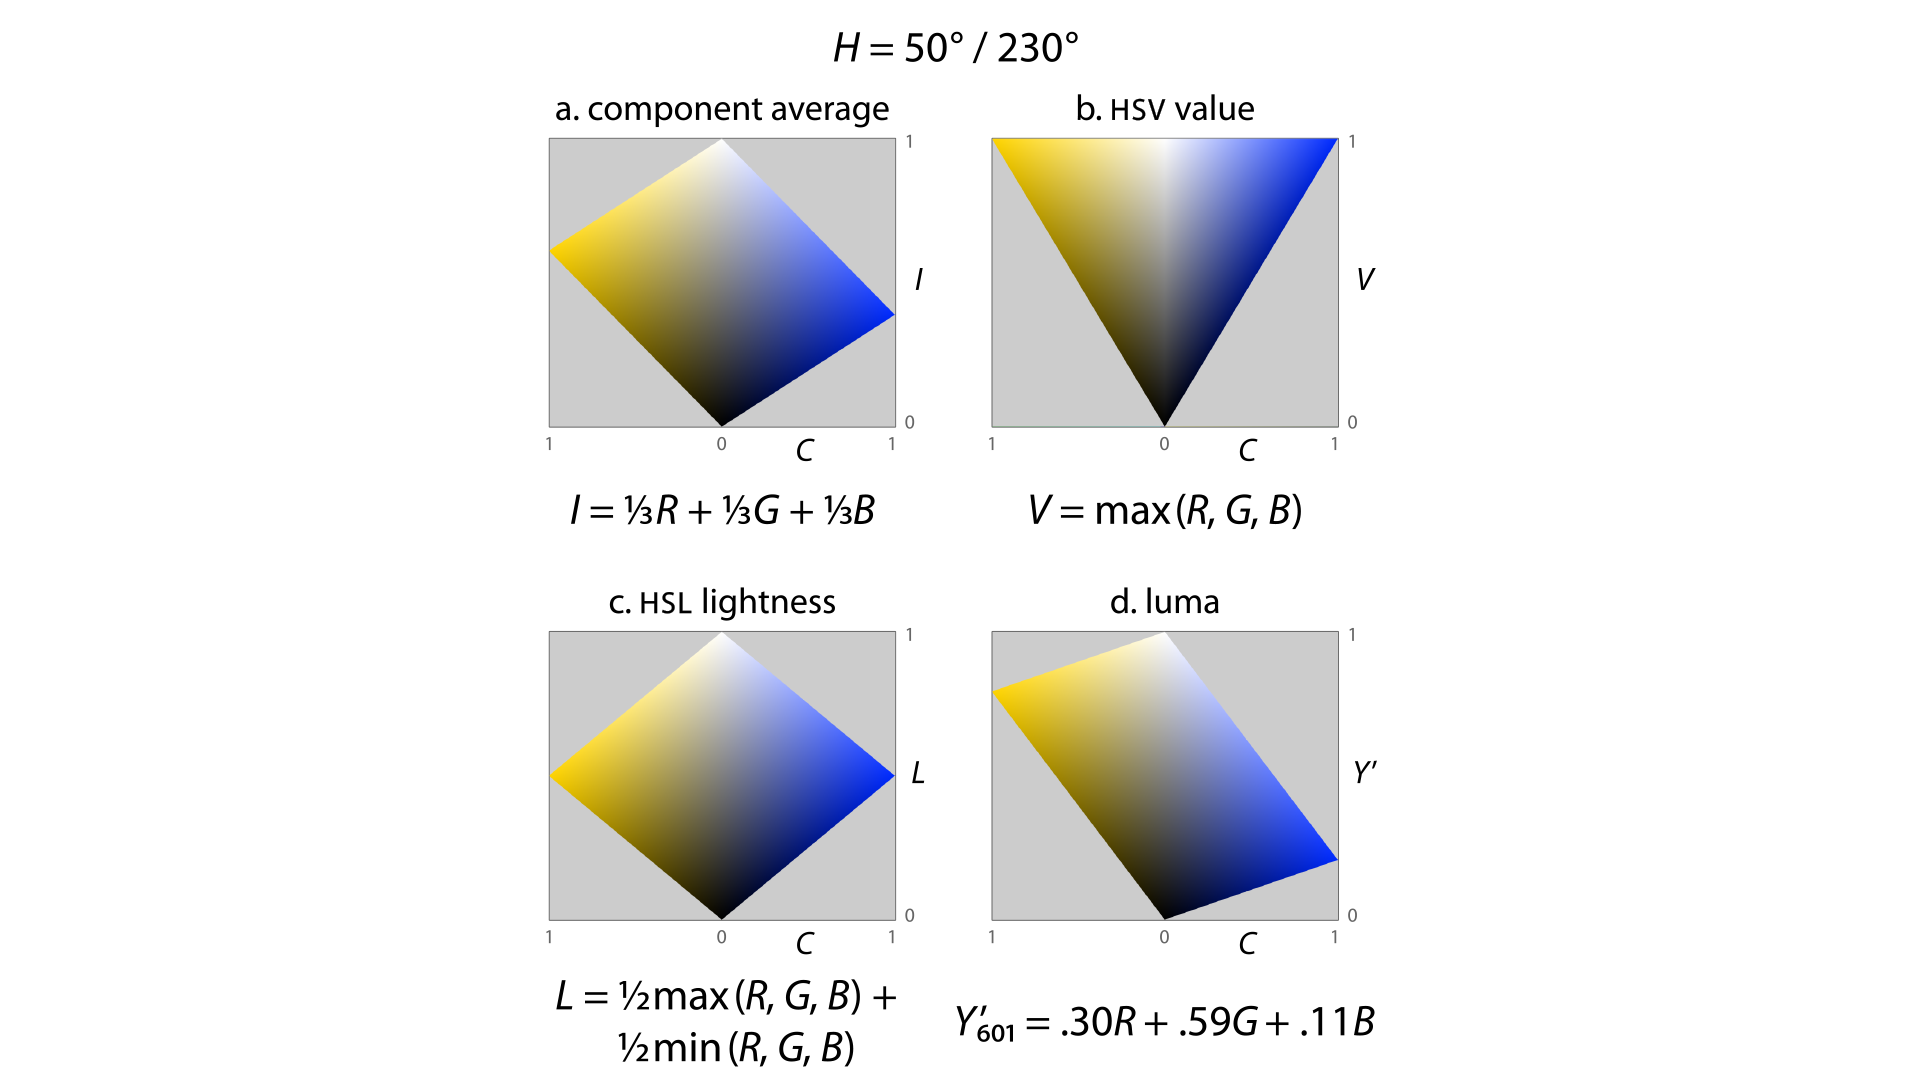 H = 50° / 230°
a. component average
b. HSV value
1
I
0
1 0 C 1
1
V
0
1 0 C 1
I = ⅓R + ⅓G + ⅓B
V = max (R, G, B)
c. HSL lightness
d. luma
1
L
0
1 0 C 1
1
Y′
0
1 0 C 1
L = ½max (R, G, B) +
½min (R, G, B)
Y′601 = .30R + .59G + .11B